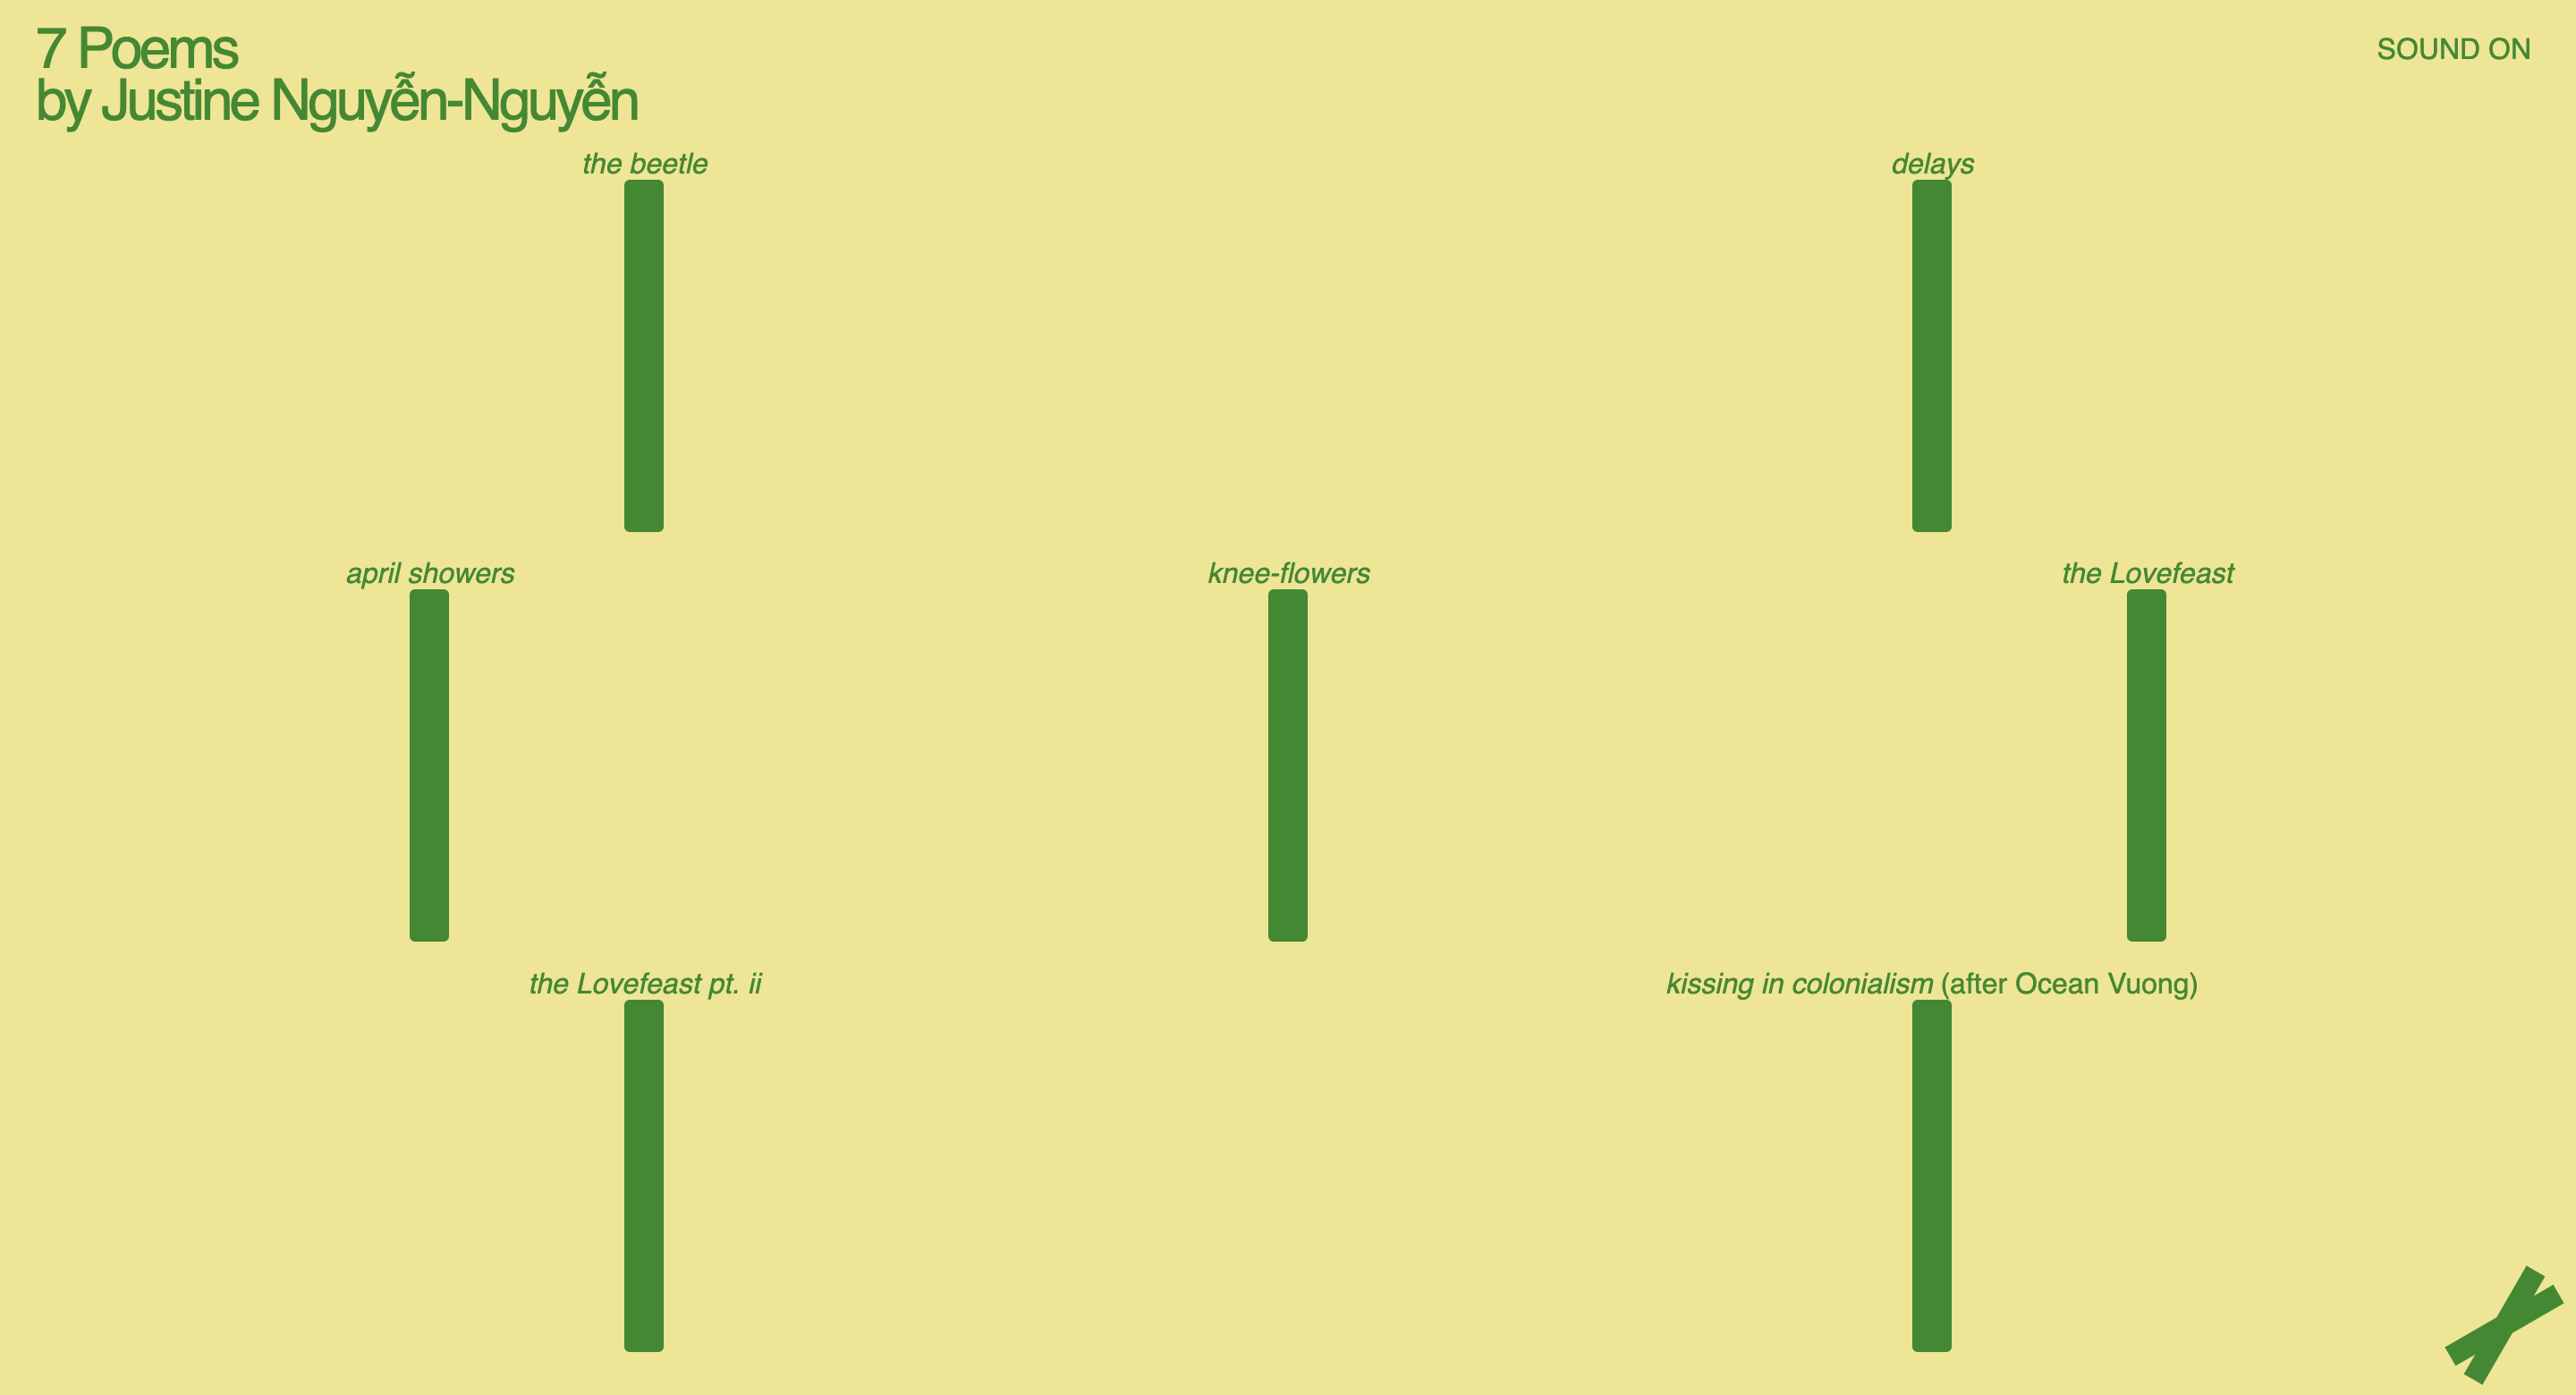 7 Poems
by Justine Nguyễn-Nguyễn
SOUND ON
the beetle
delays
april showers
knee-flowers
the Lovefeast
the Lovefeast pt. ii
kissing in colonialism (after Ocean Vuong)